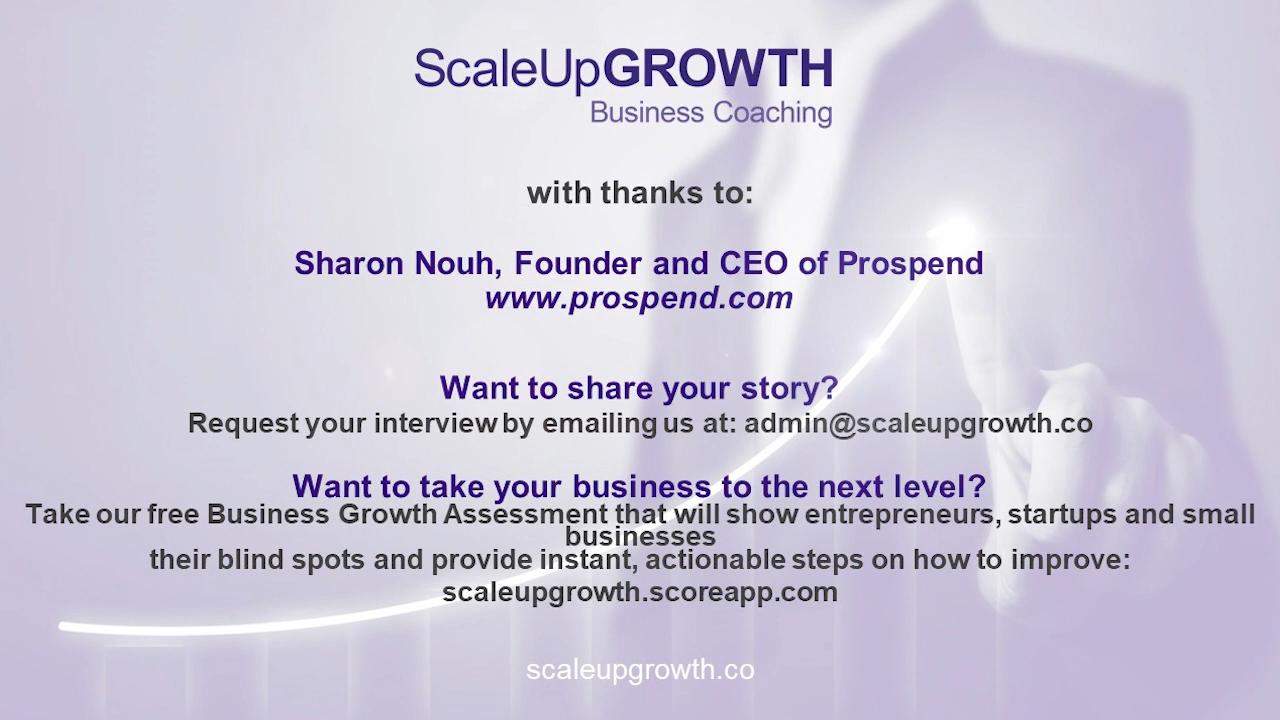 ScaleUpGROWTH
Business Coaching
with thanks to:
Sharon Nouh, Founder and CEO of Prospend
www.prospend.com
Want to share your story?
Request your interview by emailing us at: admin@scaleupgrowth.co
Want to take your business to the next level?
Take our free Business Growth Assessment that will show entrepreneurs, startups and small
businesses
their blind spots and provide instant, actionable steps on how to improve:
scaleupgrowth.scoreapp.com
scaleupgrowth.co